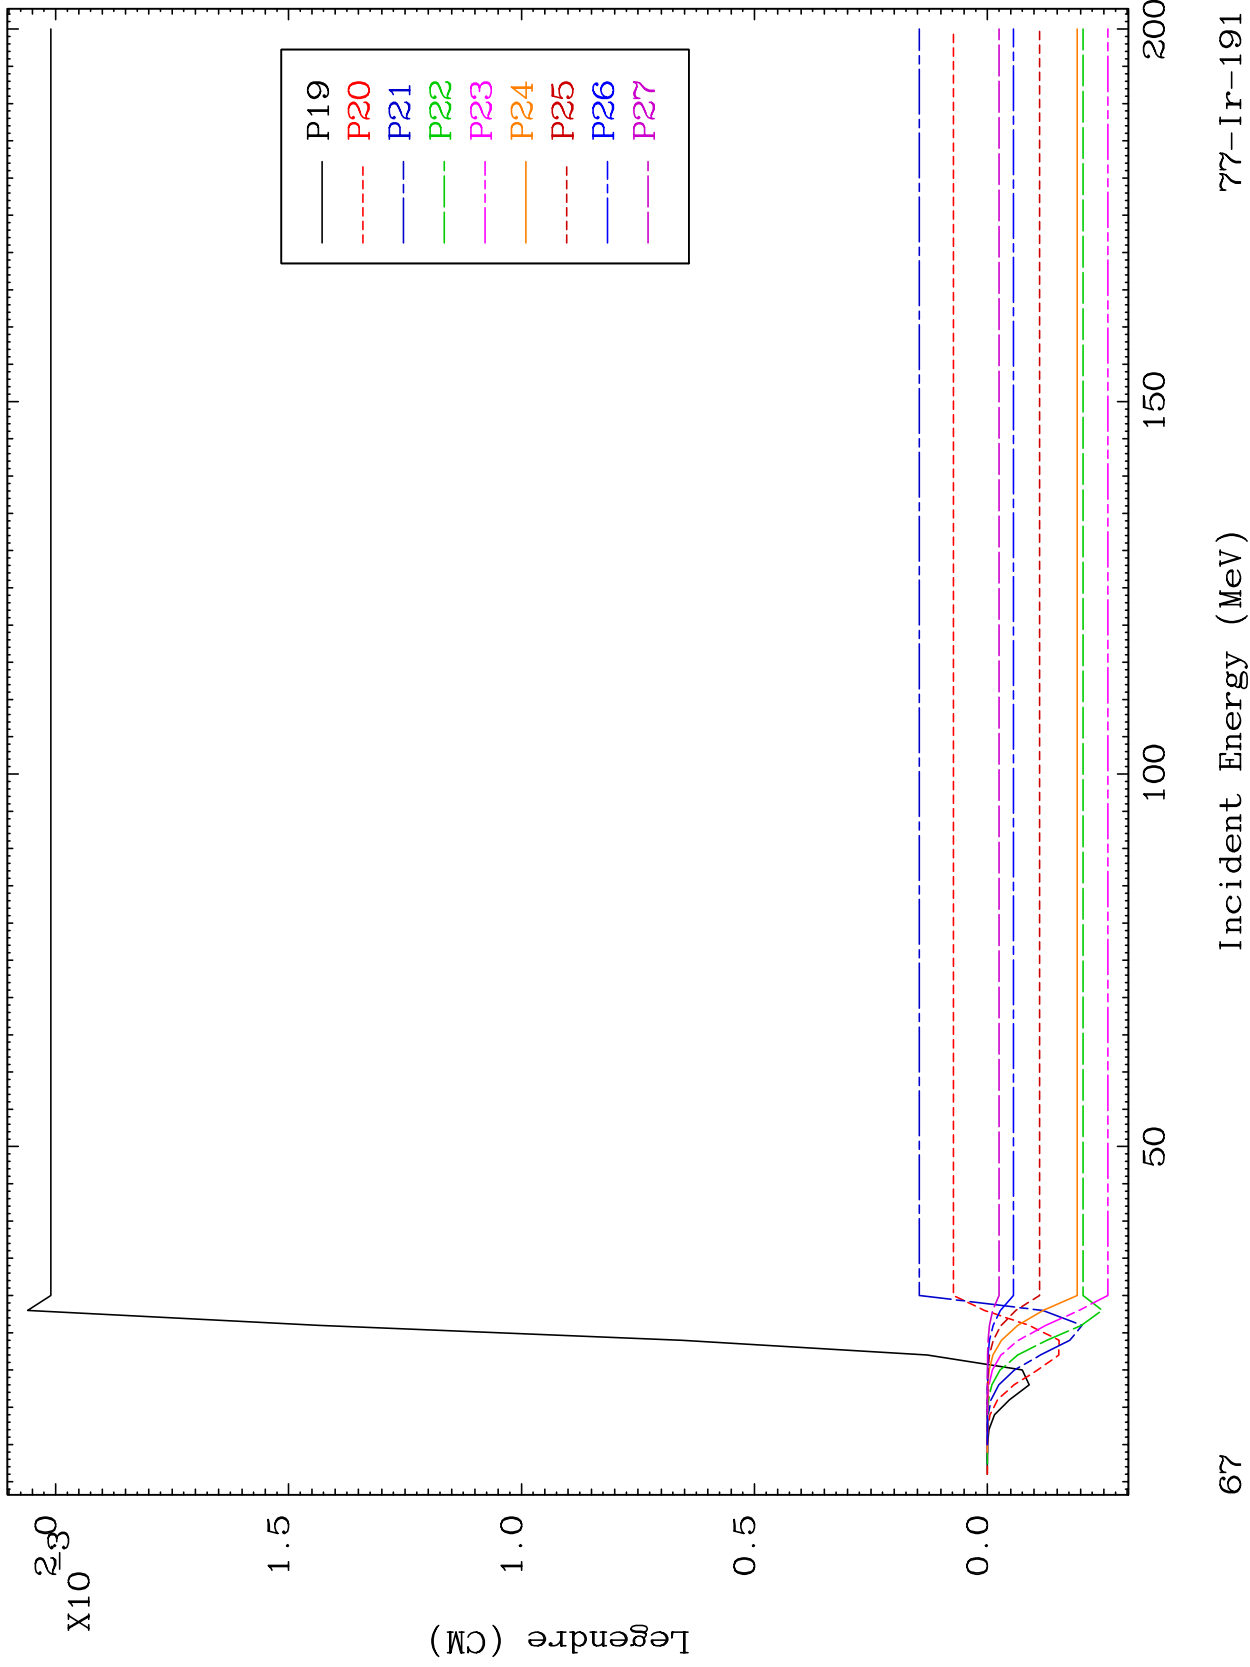 X10
-3
2.0
1.5
1.0
0.5
0.0
Legendre (CM)
P19
P20
P21
P22
P23
P24
P25
P26
P27
50
100
150
200
67
Incident Energy (MeV)
77-Ir-191